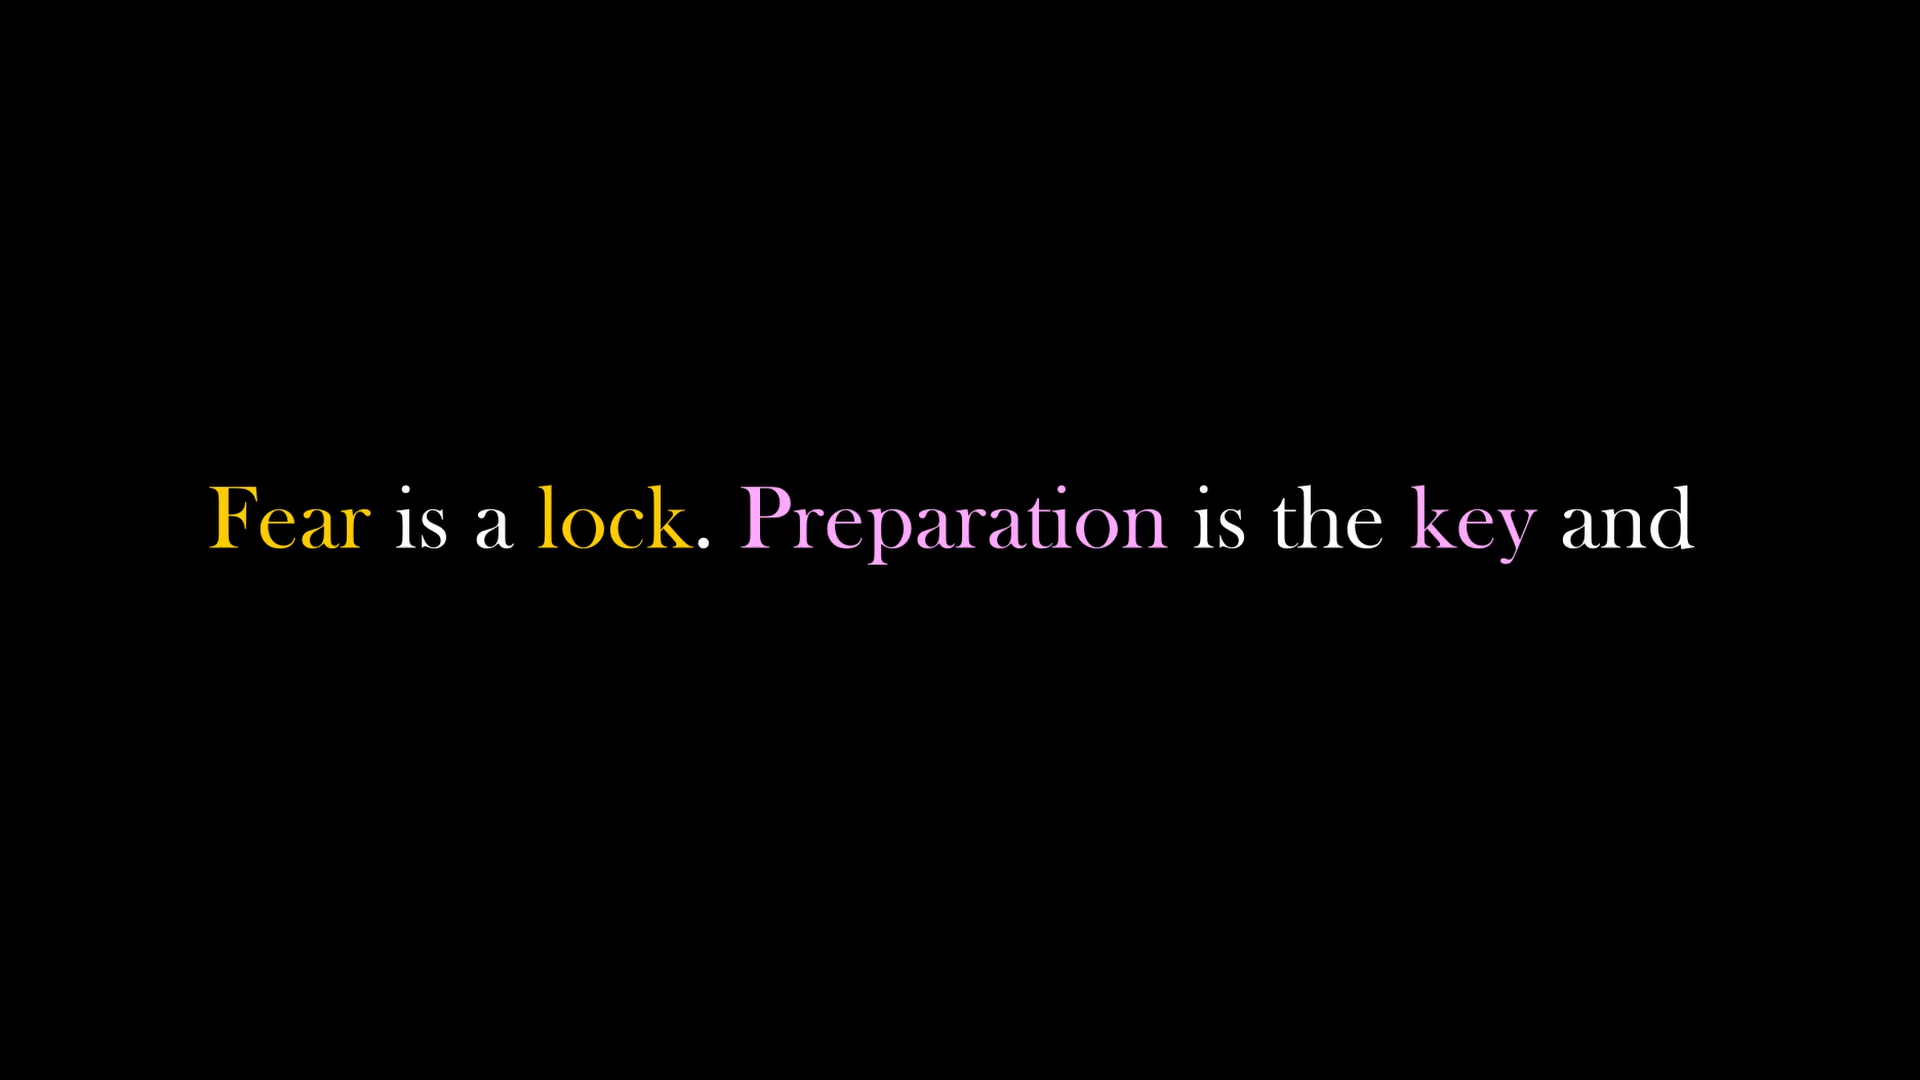 Fear is a lock. Preparation is the key and